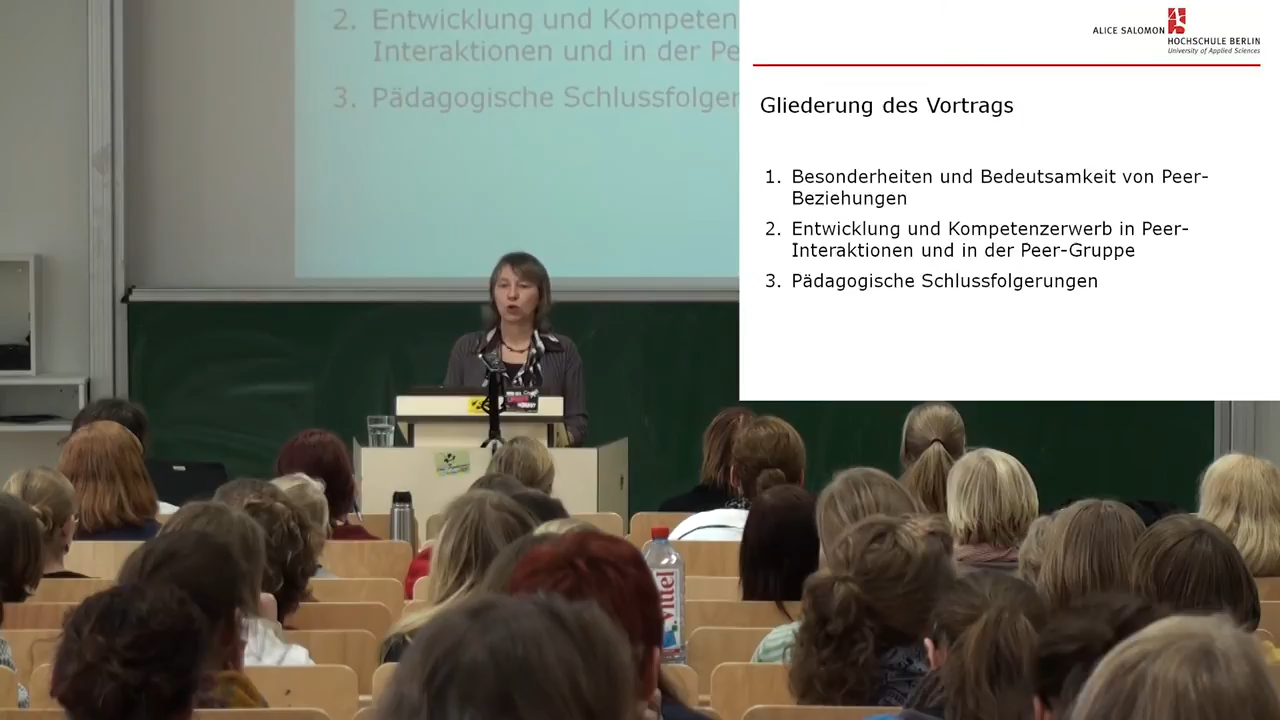 2. Entwicklung und Kompeten
Interaktionen und in der Pe
3. Pädagogische Schlussfolger
ALICE SALOMON
HOCHSCHULE BERLIN
University of Applied Sciences
Gliederung des Vortrags
1. Besonderheiten und Bedeutsamkeit von Peer-
Beziehungen
2. Entwicklung und Kompetenzerwerb in Peer-
Interaktionen und in der Peer-Gruppe
3. Pädagogische Schlussfolgerungen
Vittel